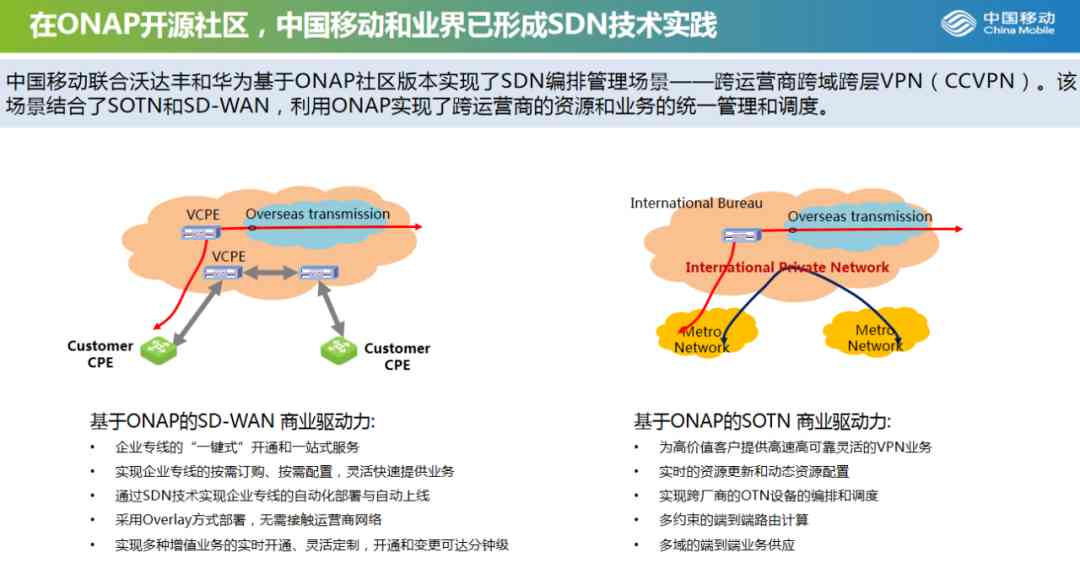 在ONAP开源社区，中国移动和业界已形成SDN技术实践
中国移动
China Mobile
中国移动联合沃达丰和华为基于ONAP社区版本实现了SDN编排管理场景——跨运营商跨域跨层VPN（CCVPN）。该
场景结合了SOTN和SD-WAN，利用ONAP实现了跨运营商的资源和业务的统一管理和调度。
VCPE
Overseas transmission
VCPE
Customer
CPE
Customer
CPE
International Bureau
Overseas transmission
International Private Network
Metro
Network
Metro
Network
基于ONAP的SD-WAN 商业驱动力:
• 企业专线的“一键式”开通和一站式服务
• 实现企业专线的按需订购、按需配置，灵活快速提供业务
• 通过SDN技术实现企业专线的自动化部署与自动上线
• 采用Overlay方式部署，无需接触运营商网络
• 实现多种增值业务的实时开通、灵活定制，开通和变更可达分钟级
基于ONAP的SOTN 商业驱动力:
• 为高价值客户提供高速高可靠灵活的VPN业务
• 实时的资源更新和动态资源配置
• 实现跨厂商的OTN设备的编排和调度
• 多约束的端到端路由计算
• 多域的端到端业务供应